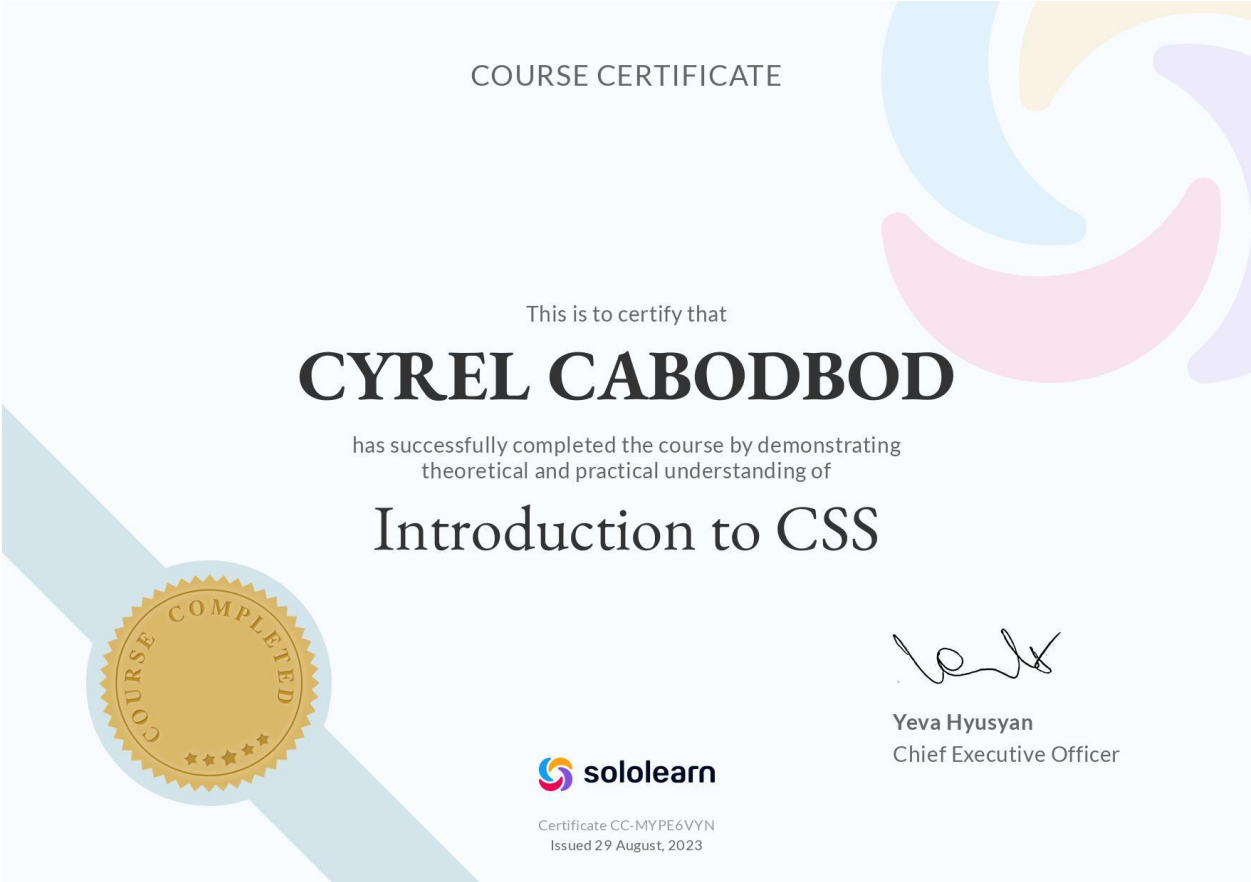 COURSE CERTIFICATE
This is to certify that
CYREL CABODBOD
has successfully completed the course by demonstrating
theoretical and practical understanding of
Introduction to CSS
COURSE COMPLETED
Yeva Hyusyan
Chief Executive Officer
sololearn
Certificate CC-MYPE6VYN
Issued 29 August, 2023